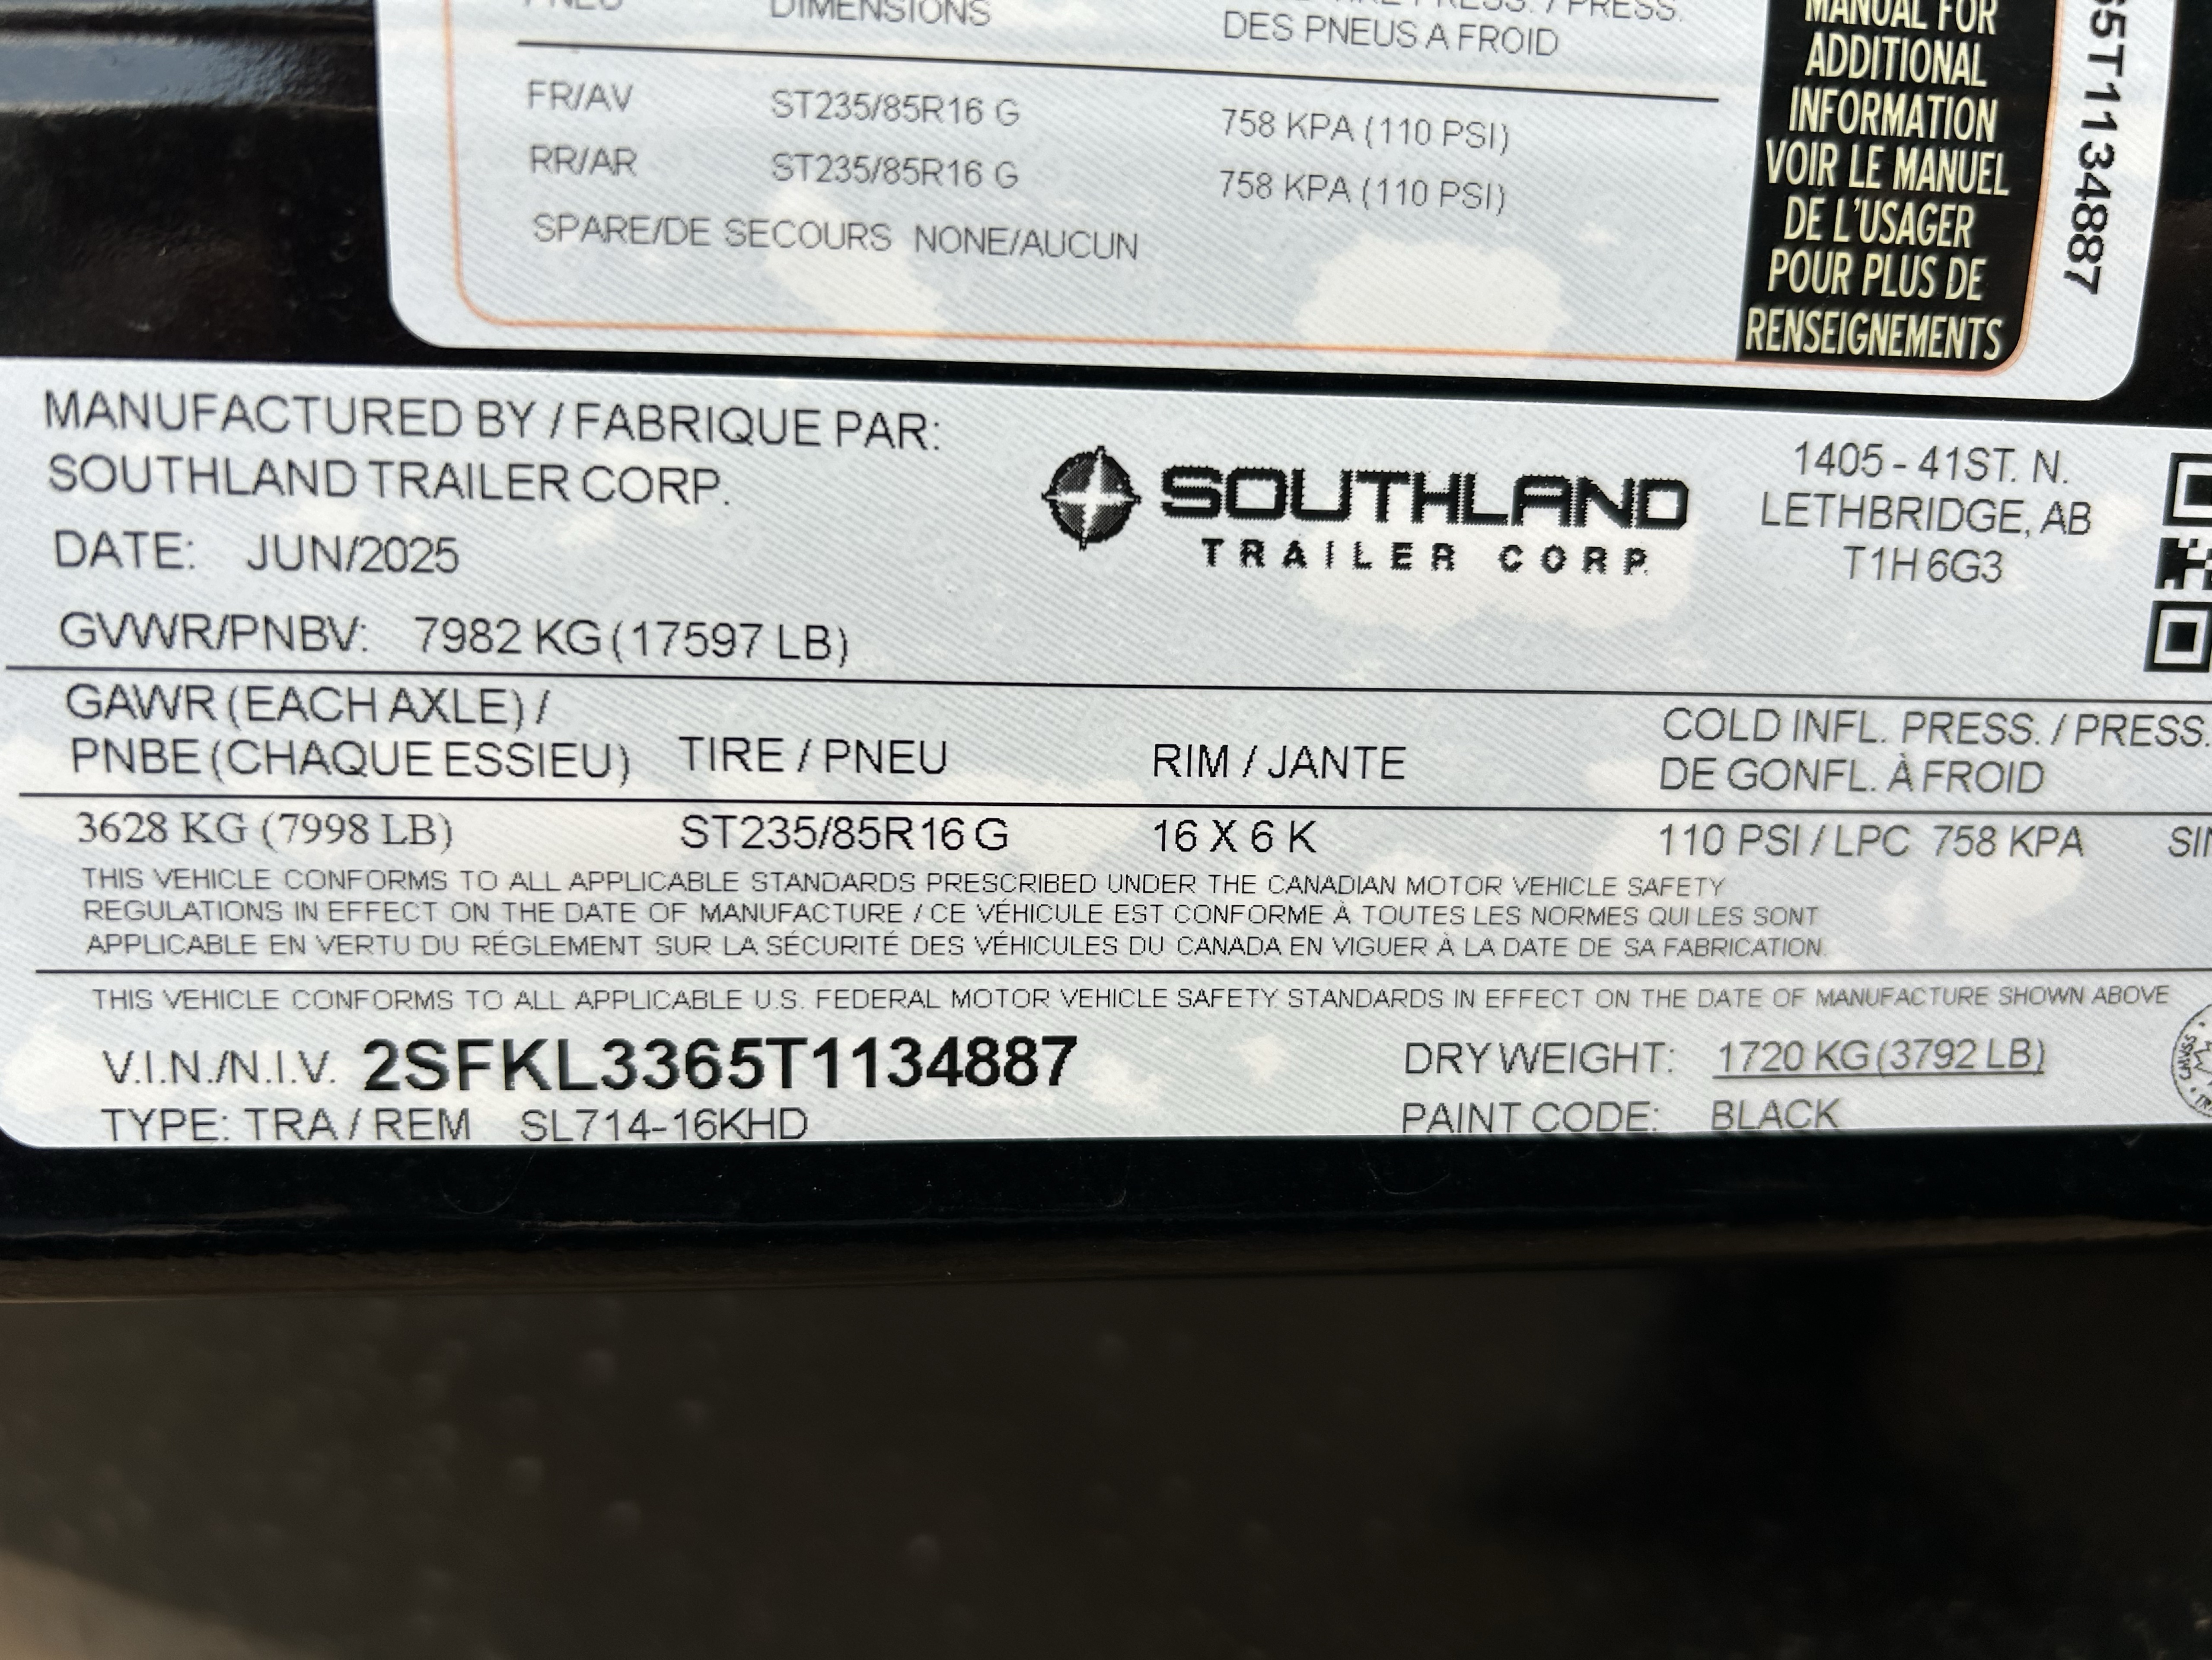 PNEU DIMENSIONS PRESS. / PRESS.
DES PNEUS A FROID
FR/AV ST235/85R16 G 758 KPA (110 PSI)
RR/AR ST235/85R16 G 758 KPA (110 PSI)
SPARE/DE SECOURS NONE/AUCUN
MANUAL FOR
ADDITIONAL
INFORMATION
VOIR LE MANUEL
DE L'USAGER
POUR PLUS DE
RENSEIGNEMENTS
65T1134887
MANUFACTURED BY / FABRIQUE PAR:
SOUTHLAND TRAILER CORP.
DATE: JUN/2025
GVWR/PNBV: 7982 KG (17597 LB)
SOUTHLAND
TRAILER CORP.
1405 - 41ST. N.
LETHBRIDGE, AB
T1H 6G3
GAWR (EACH AXLE) /
PNBE (CHAQUE ESSIEU) TIRE / PNEU RIM / JANTE COLD INFL. PRESS. / PRESS.
DE GONFL. À FROID
3628 KG (7998 LB) ST235/85R16 G 16 X 6 K 110 PSI / LPC 758 KPA
THIS VEHICLE CONFORMS TO ALL APPLICABLE STANDARDS PRESCRIBED UNDER THE CANADIAN MOTOR VEHICLE SAFETY
REGULATIONS IN EFFECT ON THE DATE OF MANUFACTURE / CE VÉHICULE EST CONFORME À TOUTES LES NORMES QUI LES SONT
APPLICABLE EN VERTU DU RÉGLEMENT SUR LA SÉCURITÉ DES VÉHICULES DU CANADA EN VIGUER À LA DATE DE SA FABRICATION.
THIS VEHICLE CONFORMS TO ALL APPLICABLE U.S. FEDERAL MOTOR VEHICLE SAFETY STANDARDS IN EFFECT ON THE DATE OF MANUFACTURE SHOWN ABOVE
V.I.N./N.I.V. 2SFKL3365T1134887 DRY WEIGHT: 1720 KG (3792 LB)
TYPE: TRA / REM SL714-16KHD PAINT CODE: BLACK